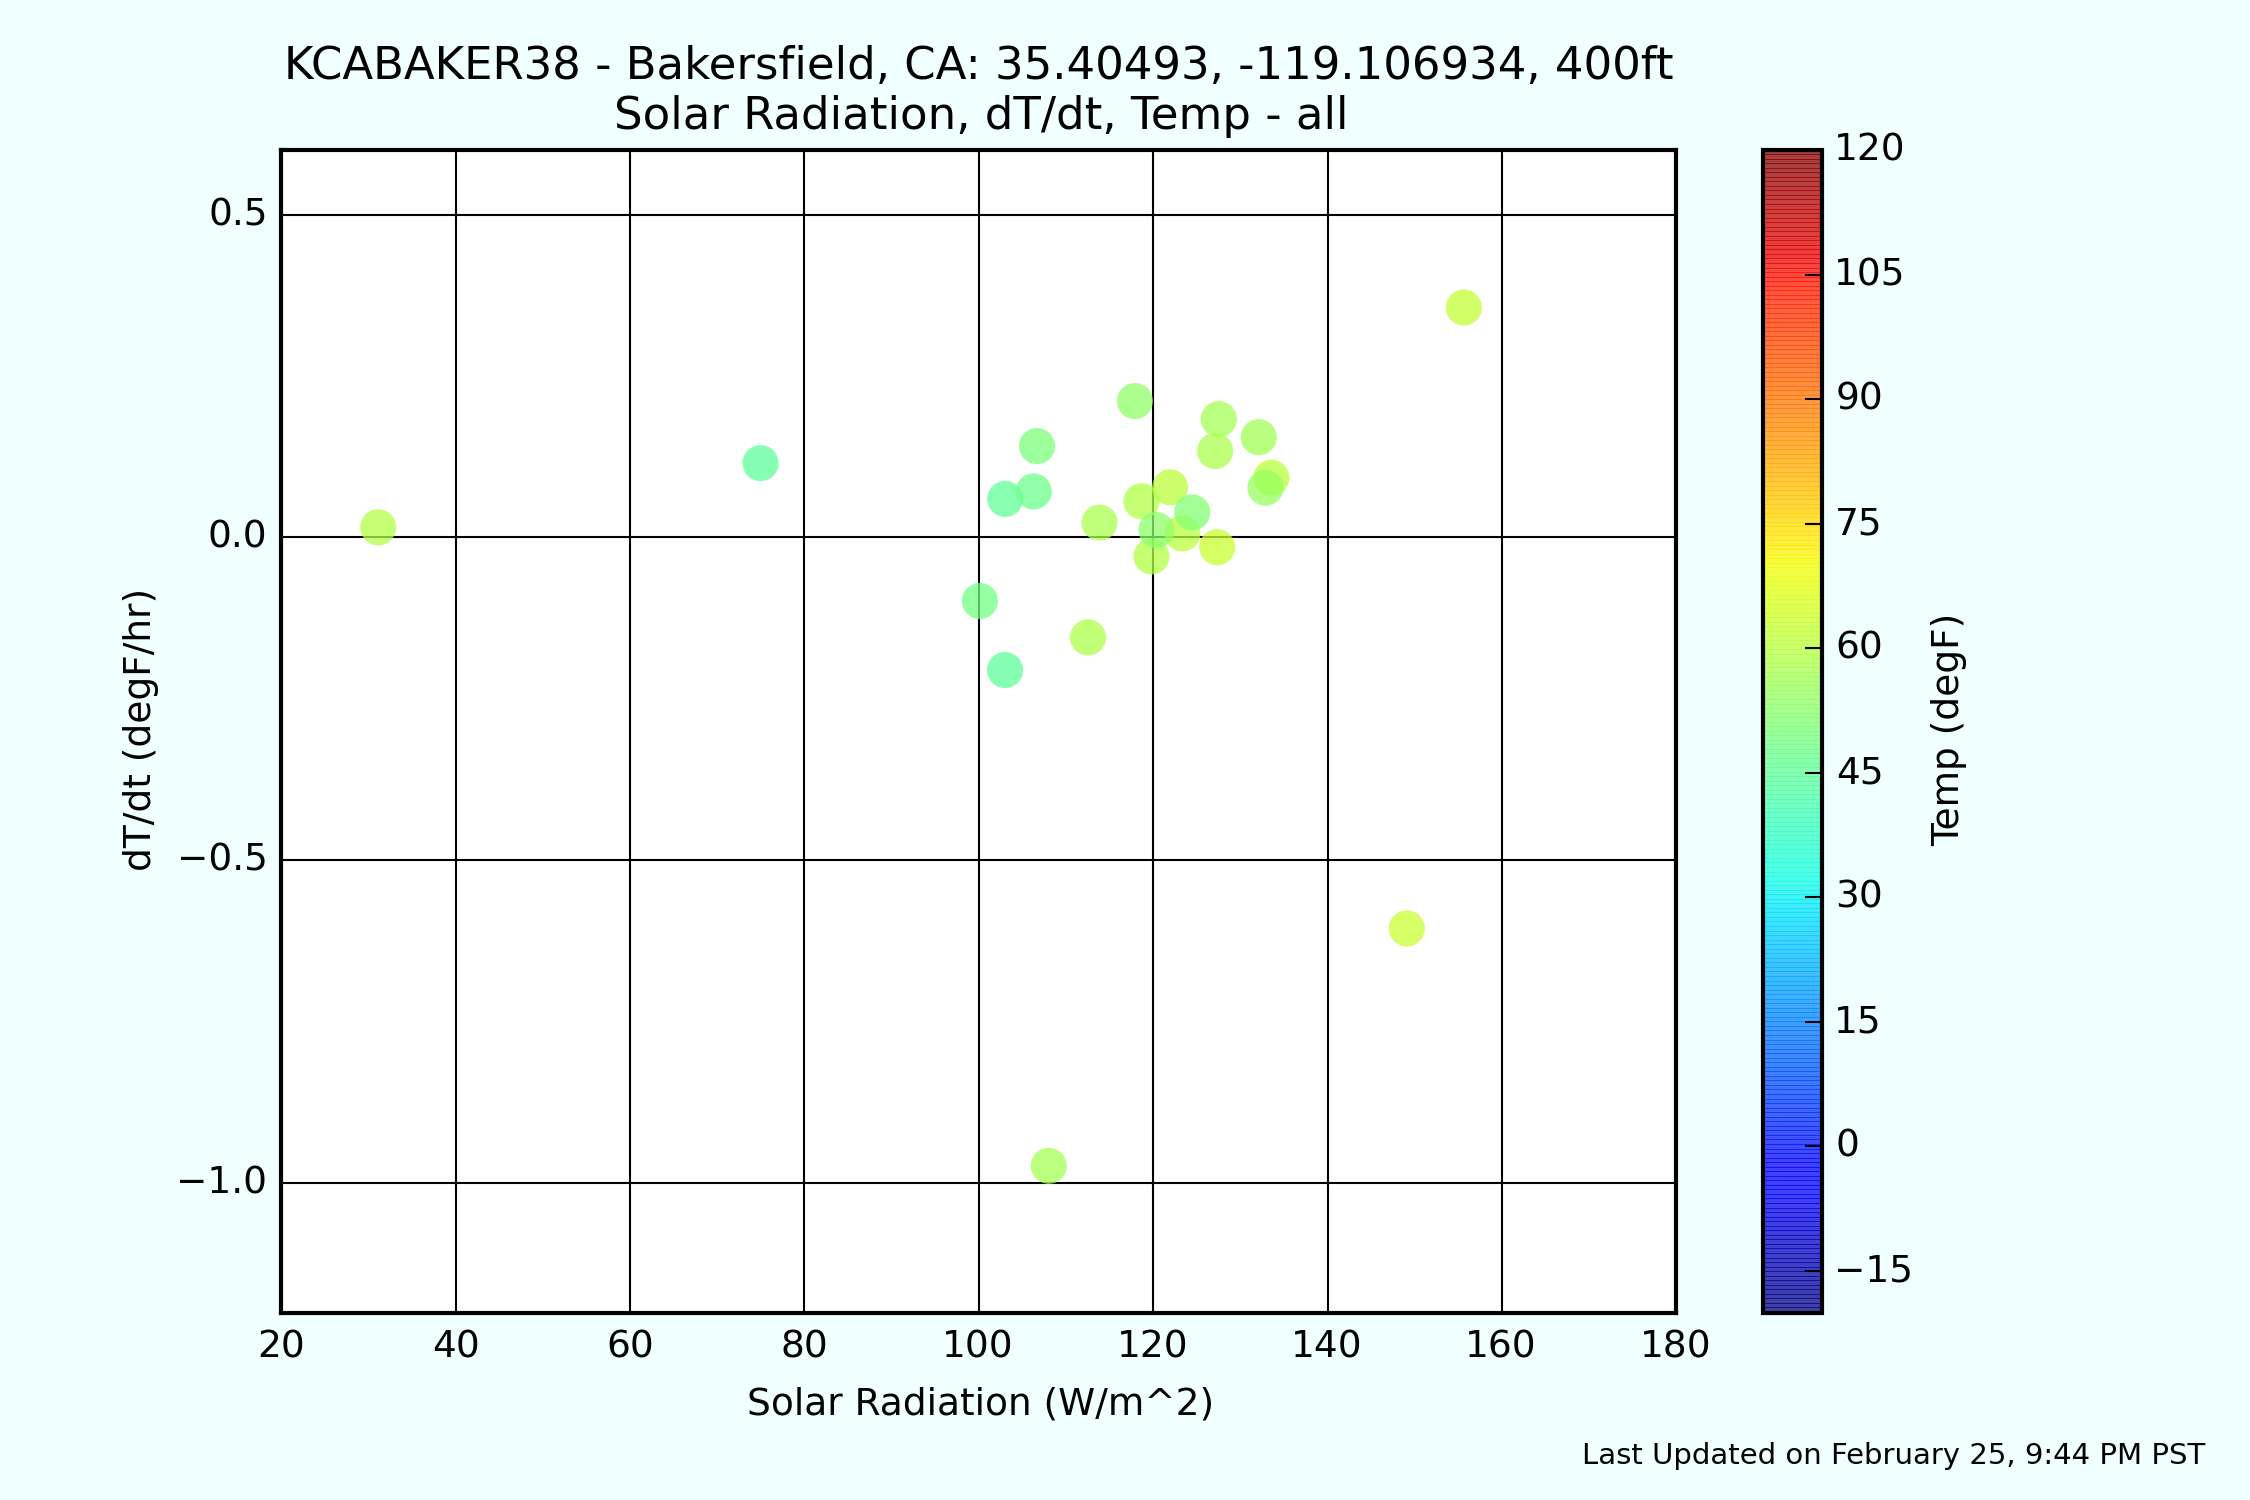 KCABAKER38 - Bakersfield, CA: 35.40493, -119.106934, 400ft
Solar Radiation, dT/dt, Temp - all
0.5
0.0
−0.5
−1.0
dT/dt (degF/hr)
20 40 60 80 100 120 140 160 180
Solar Radiation (W/m^2)
120
105
90
75
60
45
30
15
0
−15
Temp (degF)
Last Updated on February 25, 9:44 PM PST